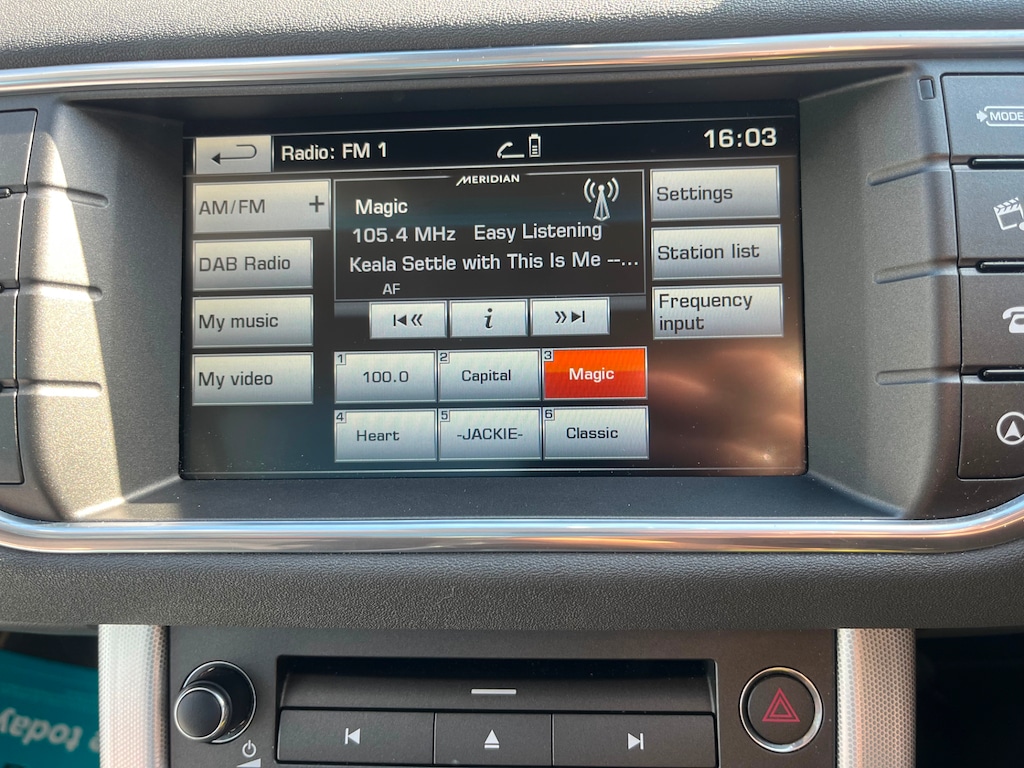 Radio: FM 1
16:03
MERIDIAN
AM/FM +
Magic
105.4 MHz Easy Listening
Keala Settle with This Is Me --...
AF
Settings
DAB Radio
Station list
My music
i
Frequency
input
My video
1 100.0
2 Capital
3 Magic
4 Heart
5 -JACKIE-
6 Classic
MODE
today